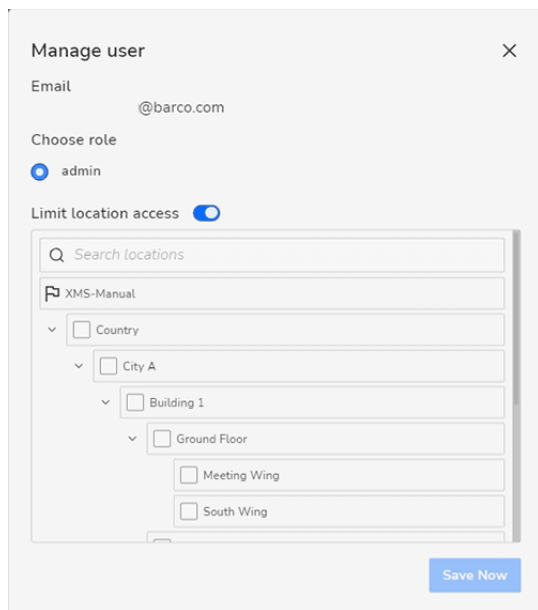 Manage user
Email
@barco.com
Choose role
admin
Limit location access
Search locations
XMS-Manual
Country
City A
Building 1
Ground Floor
Meeting Wing
South Wing
Save Now